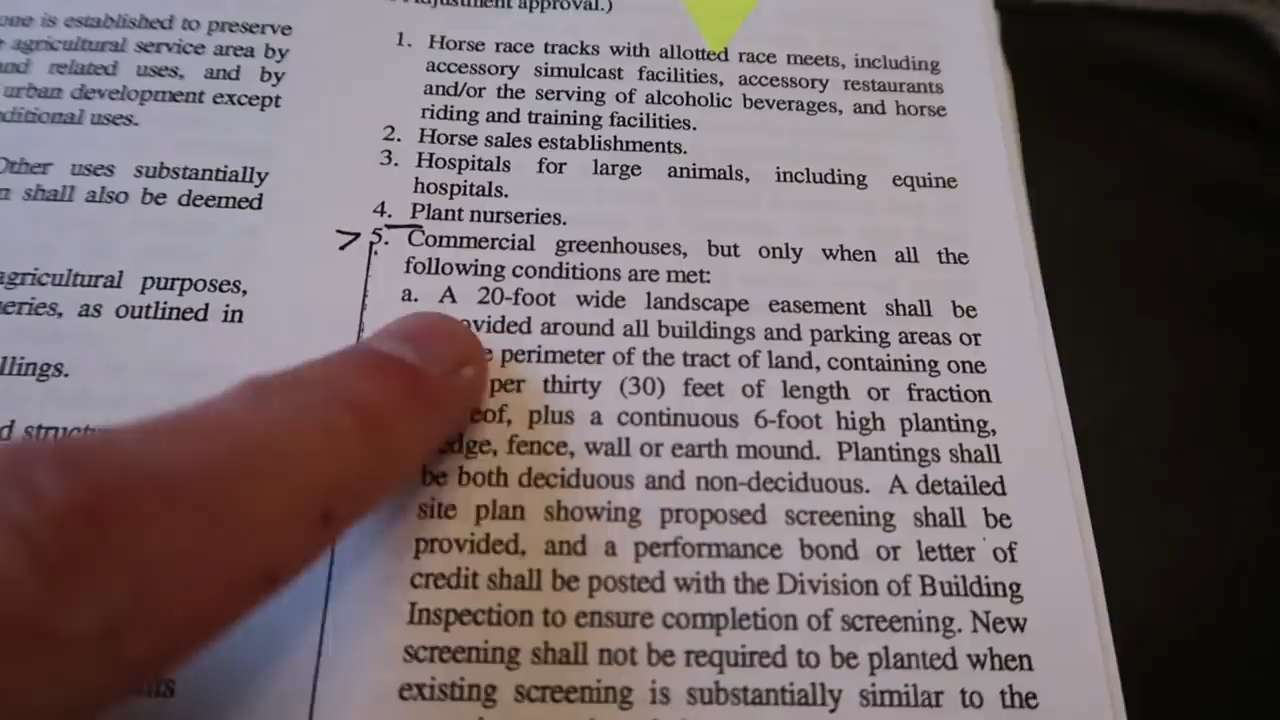 one is established to preserve
agricultural service area by
and related uses, and by
urban development except
ditional uses.
Other uses substantially
shall also be deemed
agricultural purposes,
eries, as outlined in
llings.
d struct
Adjustment approval.)
1. Horse race tracks with allotted race meets, including
accessory simulcast facilities, accessory restaurants
and/or the serving of alcoholic beverages, and horse
riding and training facilities.
2. Horse sales establishments.
3. Hospitals for large animals, including equine
hospitals.
4. Plant nurseries.
5. Commercial greenhouses, but only when all the
following conditions are met:
a. A 20-foot wide landscape easement shall be
ovided around all buildings and parking areas or
e perimeter of the tract of land, containing one
per thirty (30) feet of length or fraction
eof, plus a continuous 6-foot high planting,
edge, fence, wall or earth mound. Plantings shall
be both deciduous and non-deciduous. A detailed
site plan showing proposed screening shall be
provided, and a performance bond or letter of
credit shall be posted with the Division of Building
Inspection to ensure completion of screening. New
screening shall not be required to be planted when
existing screening is substantially similar to the